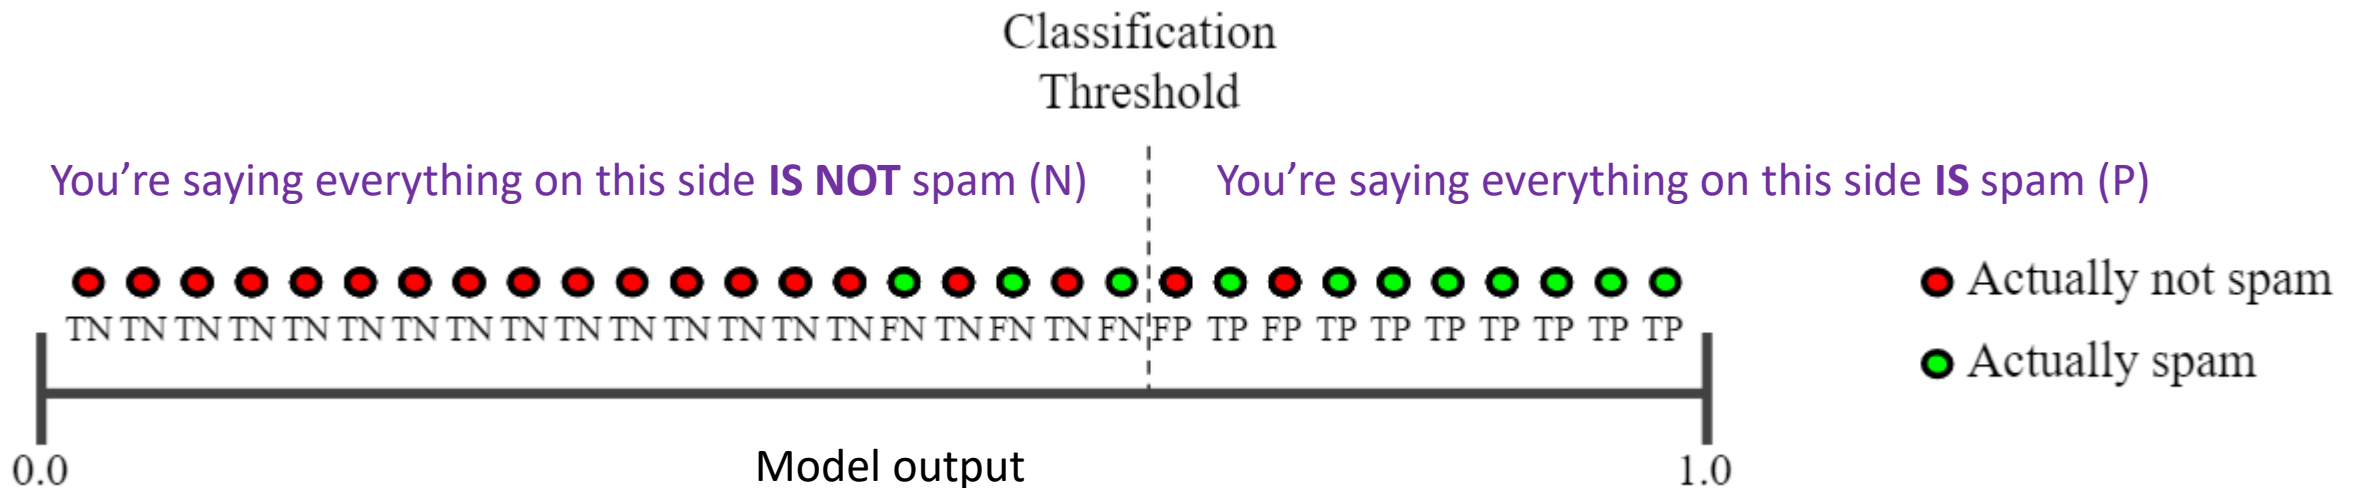 Classification
Threshold
You’re saying everything on this side IS NOT spam (N)
You’re saying everything on this side IS spam (P)
TN TN TN TN TN TN TN TN TN TN TN TN TN TN TN FN TN FN TN FN FP TP FP TP TP TP TP TP TP TP
Actually not spam
Actually spam
0.0
Model output
1.0